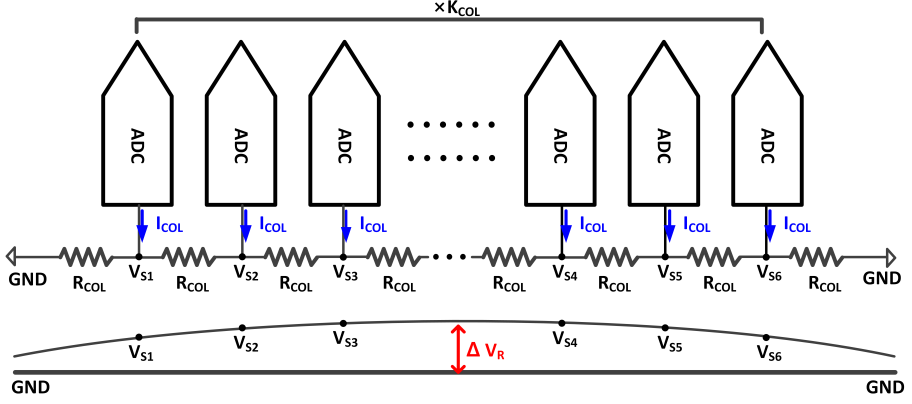 ×K_COL
ADC ADC ADC ADC ADC ADC
I_COL I_COL I_COL I_COL I_COL I_COL
GND V_S1 V_S2 V_S3 V_S4 V_S5 V_S6 GND
R_COL R_COL R_COL R_COL R_COL R_COL R_COL R_COL
V_S1 V_S2 V_S3 Δ V_R V_S4 V_S5 V_S6
GND GND